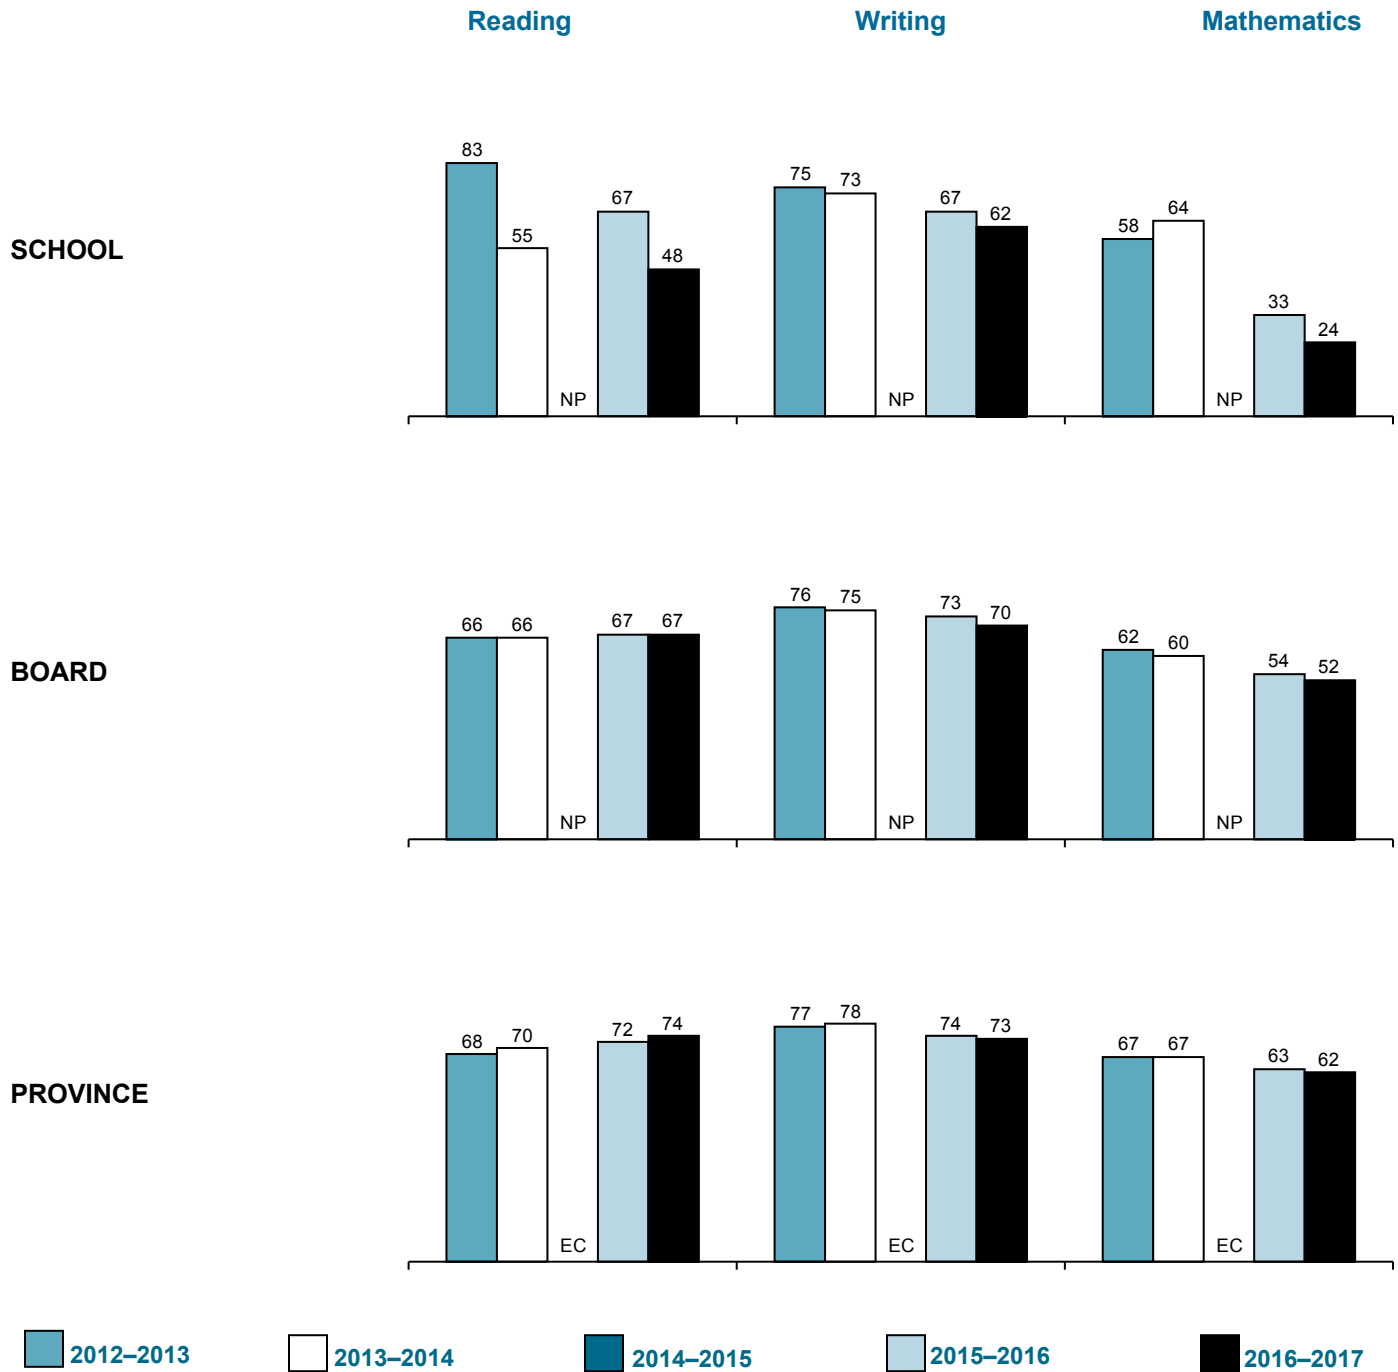 Reading Writing Mathematics
83 55 NP 67 48 75 73 NP 67 62 58 64 NP 33 24
SCHOOL
66 66 NP 67 67 76 75 NP 73 70 62 60 NP 54 52
BOARD
68 70 EC 72 74 77 78 EC 74 73 67 67 EC 63 62
PROVINCE
2012–2013 2013–2014 2014–2015 2015–2016 2016–2017